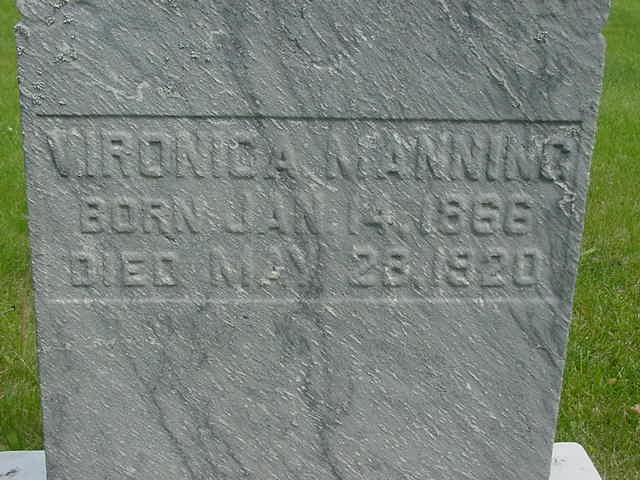 VIRONICA MANNING
BORN JAN. 14, 1866
DIED MAY. 28, 1920